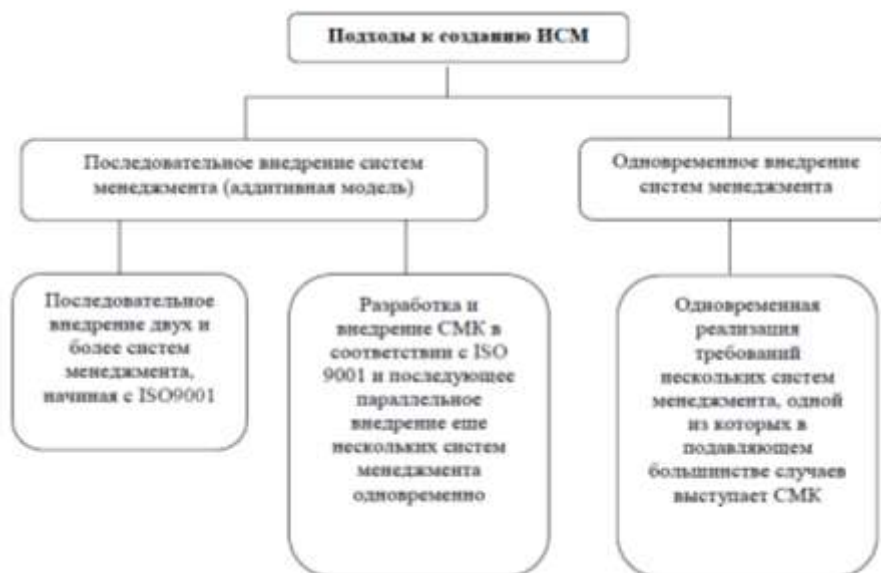 Подходы к созданию ИСМ
Последовательное внедрение систем
менеджмента (аддитивная модель)
Одновременное внедрение
систем менеджмента
Последовательное
внедрение двух и
более систем
менеджмента,
начиная с ISO9001
Разработка и
внедрение СМК в
соответствии с ISO
9001 и последующее
параллельное
внедрение еще
нескольких систем
менеджмента
одновременно
Одновременная
реализация
требований
нескольких систем
менеджмента, одной
из которых в
подавляющем
большинстве случаев
выступает СМК